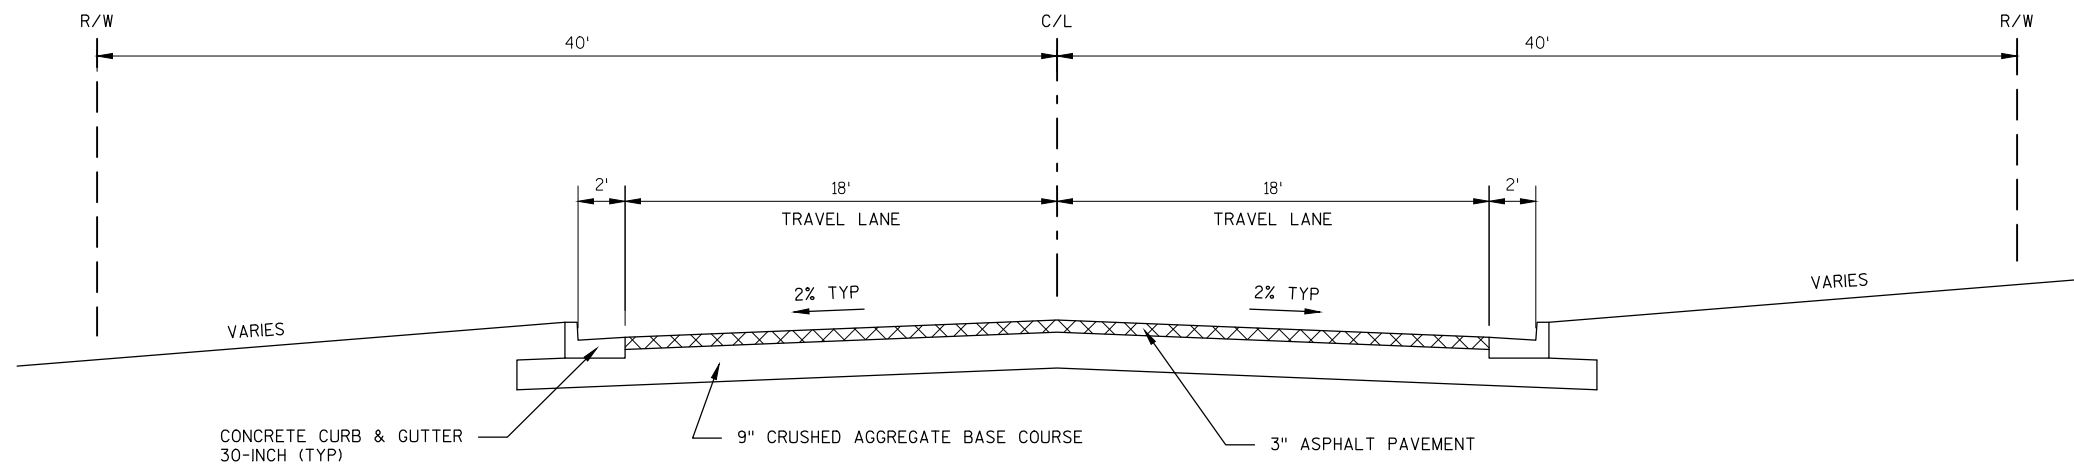 R/W
C/L
R/W
40'
40'
2'
18'
18'
2'
TRAVEL LANE
TRAVEL LANE
2% TYP
2% TYP
VARIES
VARIES
CONCRETE CURB & GUTTER
30-INCH (TYP)
9" CRUSHED AGGREGATE BASE COURSE
3" ASPHALT PAVEMENT